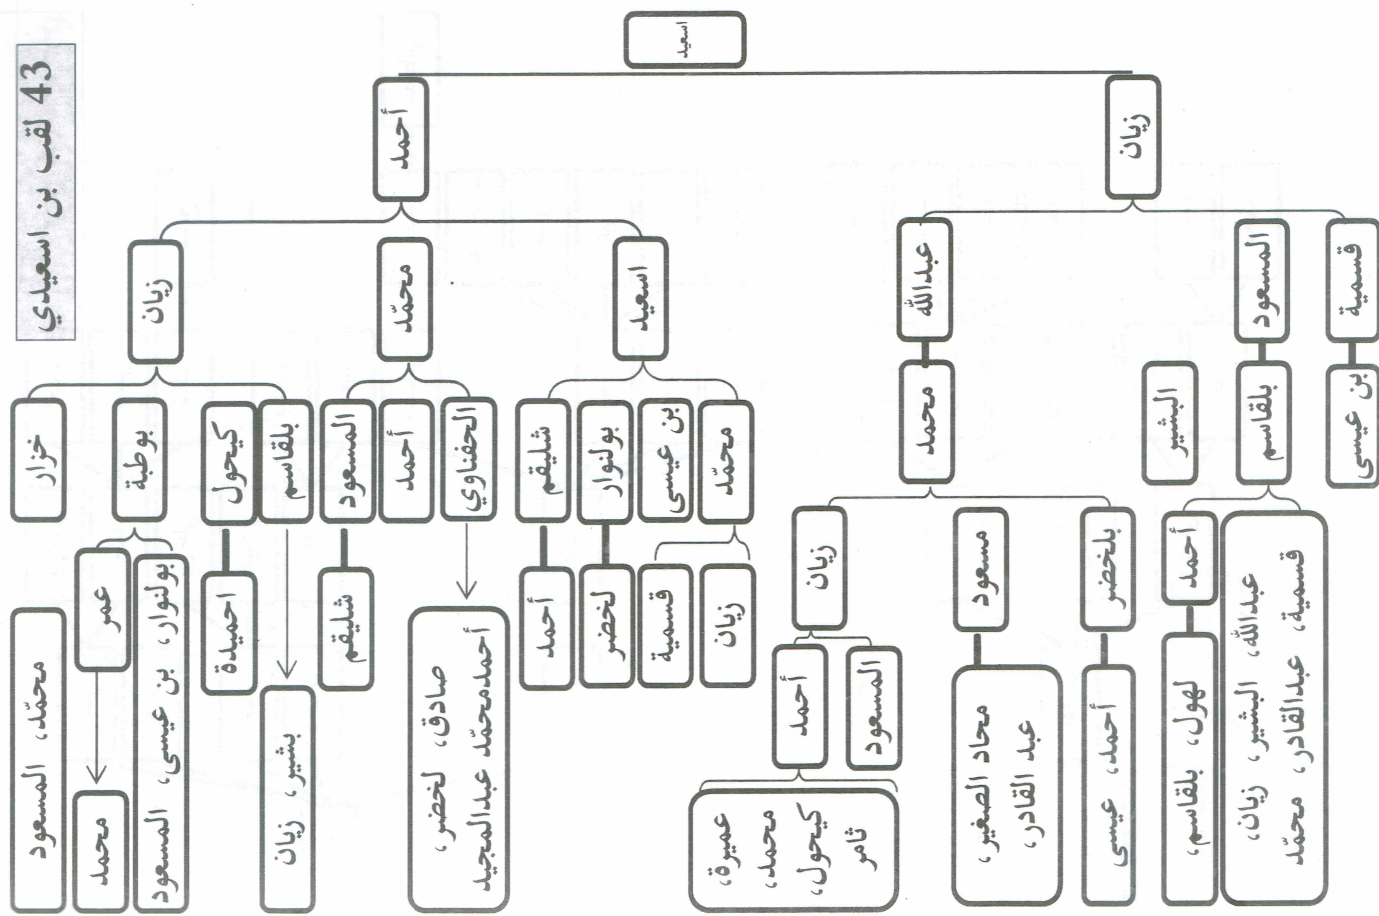 43 لقب بن اسعيدي
اسعيد
زيان
أحمد
قسمية
المسعود
عبدالله
اسعيد
محمّد
زيان
بن عيسى
بلقاسم
البشير
محمد
محمّد
بن عيسى
بولنوار
شليقم
الحفناوي
أحمد
المسعود
بلقاسم
كيحول
بوطبة
خزار
أحمد
بلخضر
مسعود
زيان
زيان
قسمية
لخضر
أحمد
شليقم
احميدة
عمر
بولنوار، بن عيسى، المسعود
قسمية، عبدالقادر، محمّد
عبدالله، البشير، زيان،
لهول، بلقاسم،
أحمد، عيسى
محاد الصغير،
عبد القادر،
المسعود
أحمد
عميرة،
محمد،
كيحول،
ثامر
صادق، لخضر،
أحمدمحمّد عبدالمجيد
بشير، زيان
محمد
محمّد، المسعود